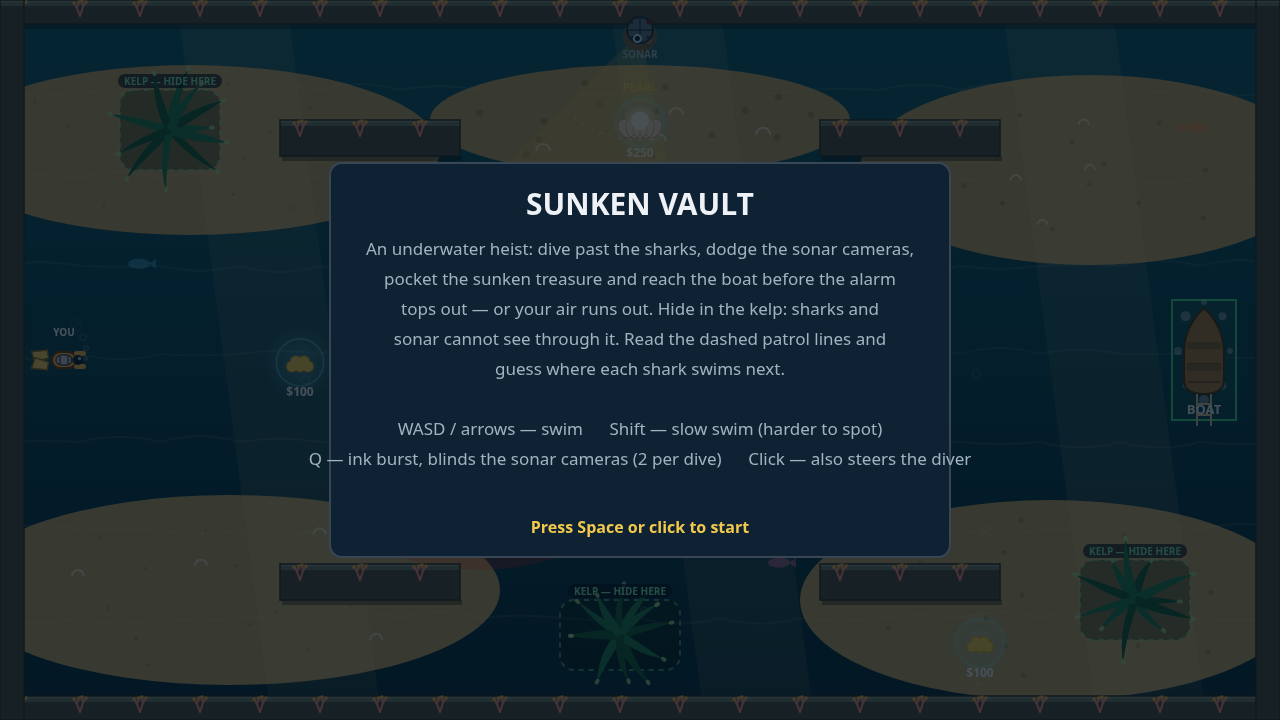 SONAR
KELP - - HIDE HERE
PEARL
$250
SUNKEN VAULT
An underwater heist: dive past the sharks, dodge the sonar cameras,
pocket the sunken treasure and reach the boat before the alarm
tops out — or your air runs out. Hide in the kelp: sharks and
sonar cannot see through it. Read the dashed patrol lines and
guess where each shark swims next.
YOU
$100
BOAT
WASD / arrows — swim Shift — slow swim (harder to spot)
Q — ink burst, blinds the sonar cameras (2 per dive) Click — also steers the diver
Press Space or click to start
KELP — HIDE HERE
KELP — HIDE HERE
$100